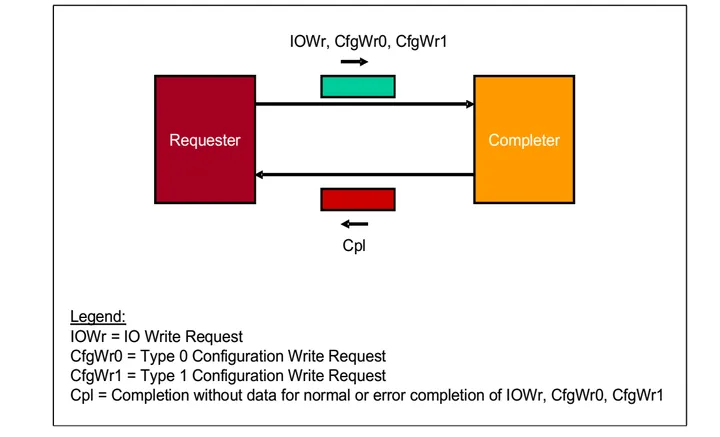 IOWr, CfgWr0, CfgWr1
Requester
Completer
Cpl
Legend:
IOWr = IO Write Request
CfgWr0 = Type 0 Configuration Write Request
CfgWr1 = Type 1 Configuration Write Request
Cpl = Completion without data for normal or error completion of IOWr, CfgWr0, CfgWr1